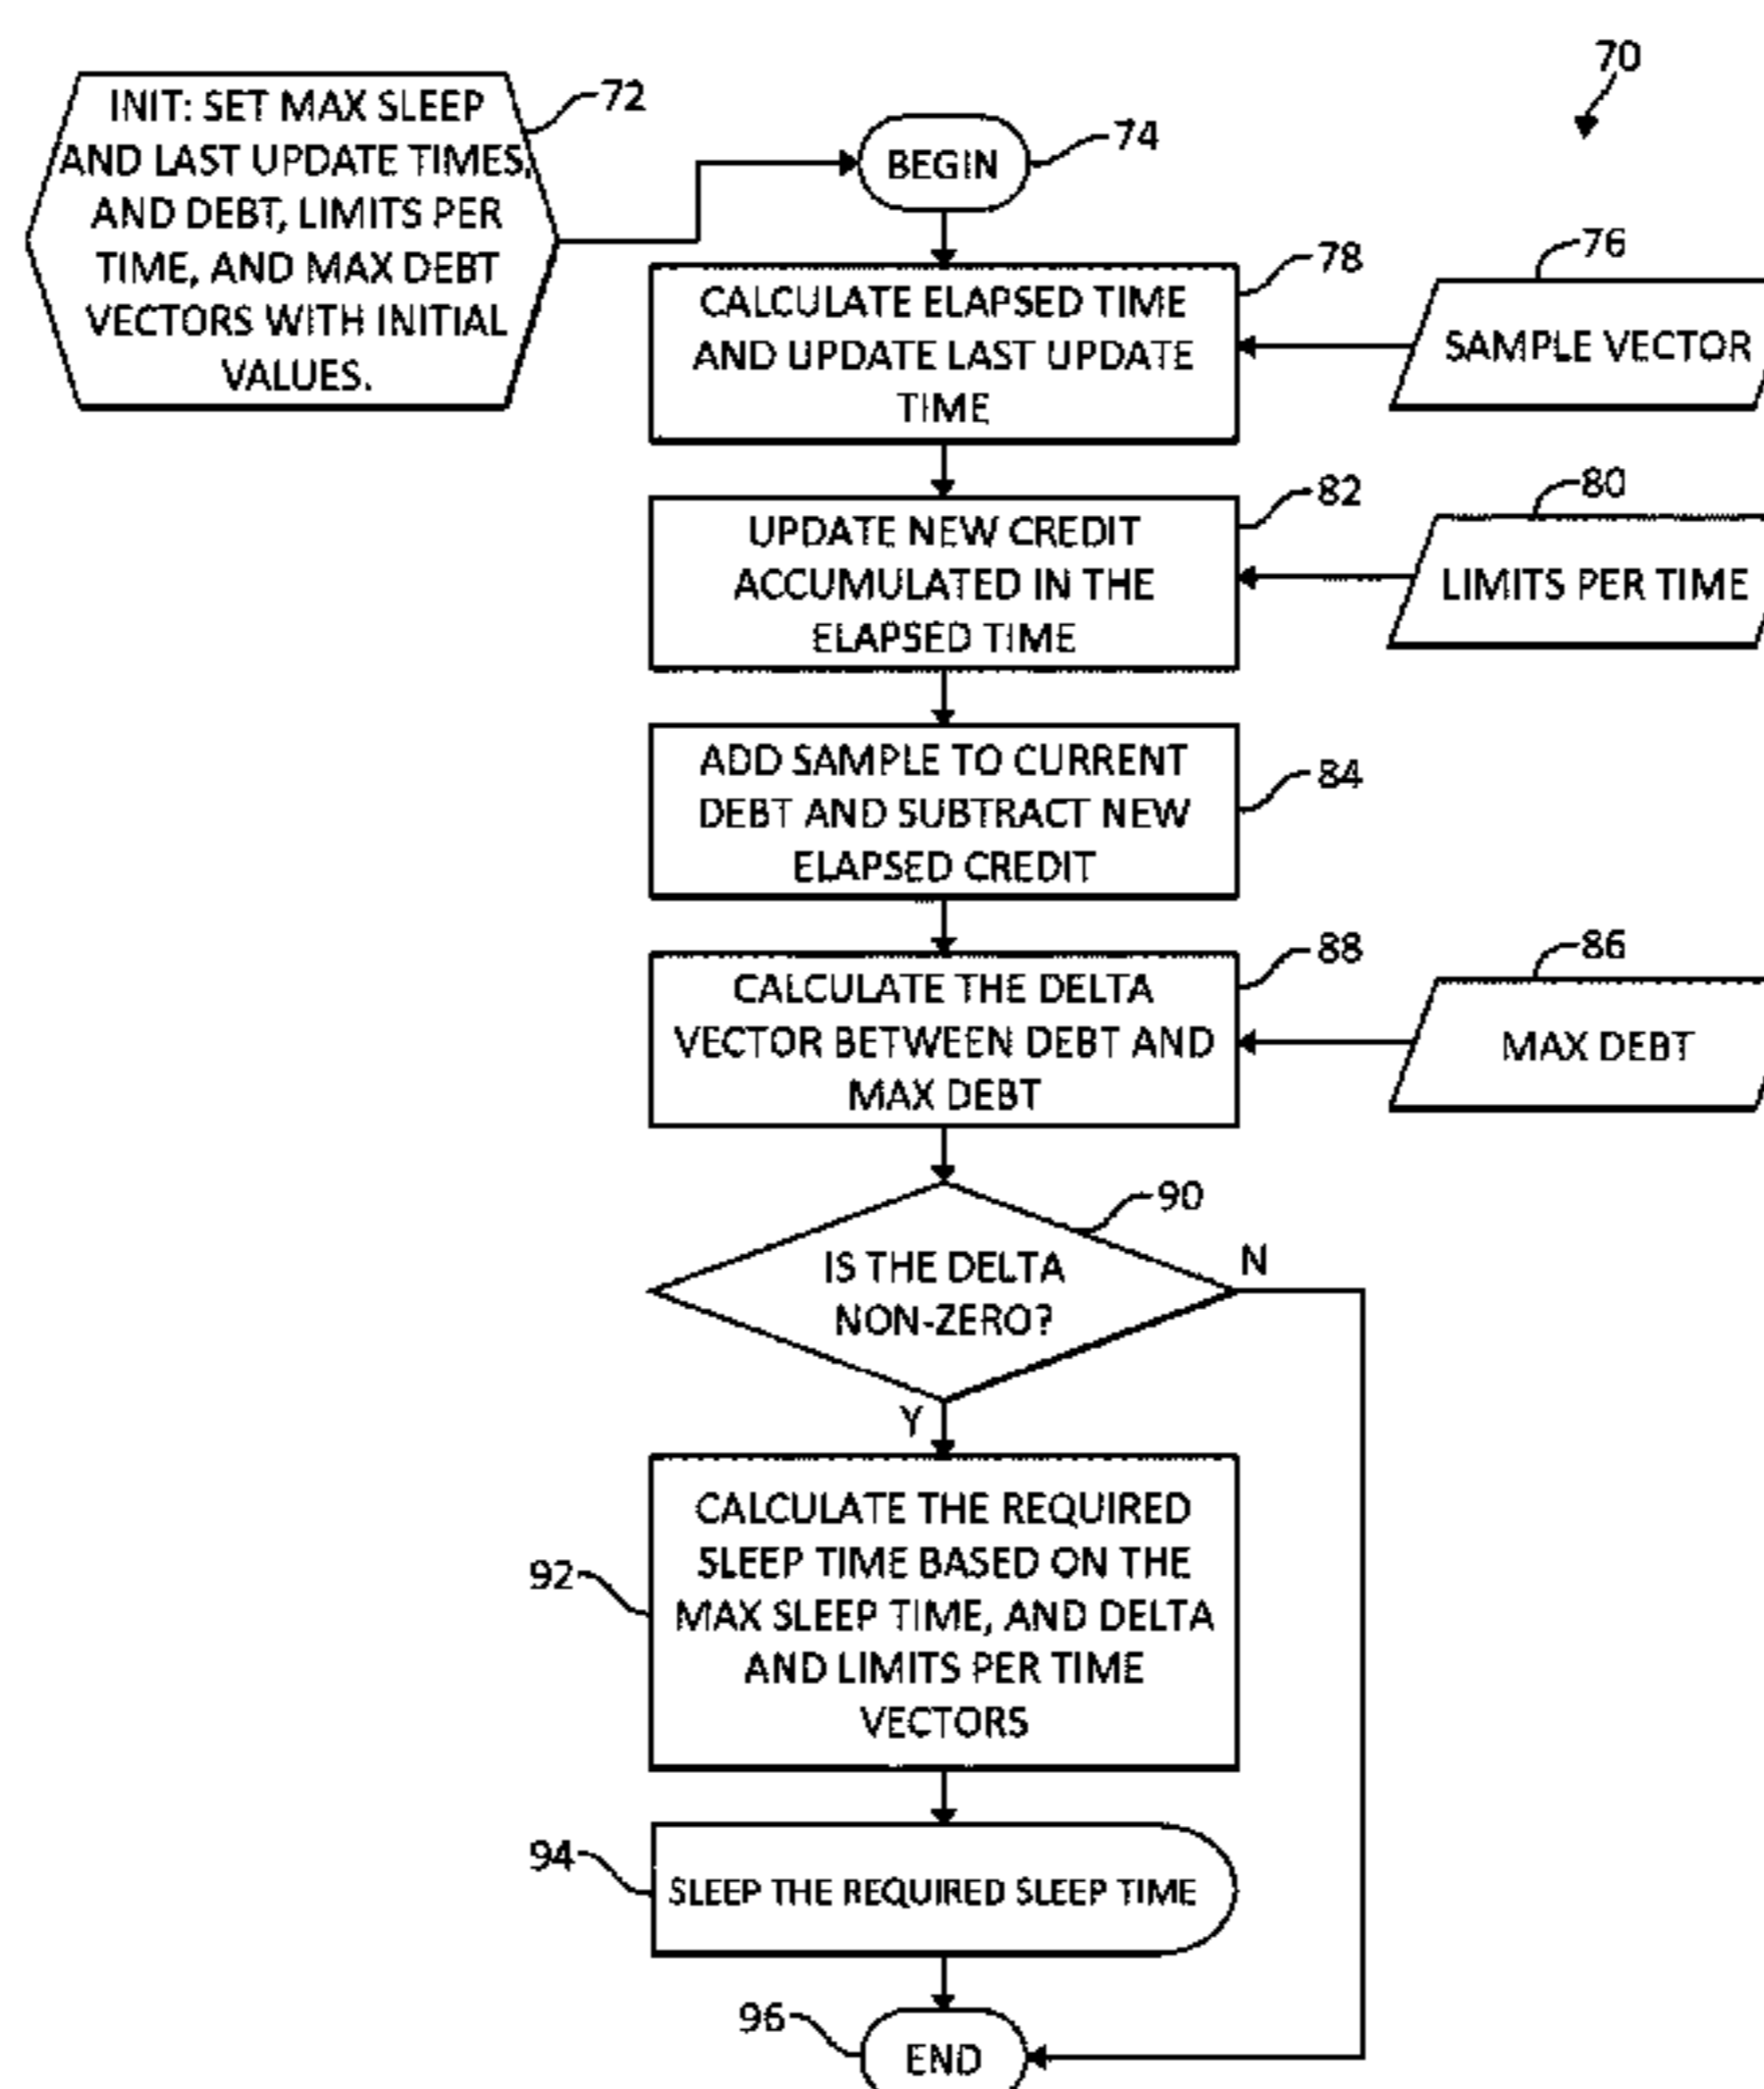 70
INIT: SET MAX SLEEP
AND LAST UPDATE TIMES,
AND DEBT, LIMITS PER
TIME, AND MAX DEBT
VECTORS WITH INITIAL
VALUES.
72
BEGIN
74
CALCULATE ELAPSED TIME
AND UPDATE LAST UPDATE
TIME
78
76
SAMPLE VECTOR
UPDATE NEW CREDIT
ACCUMULATED IN THE
ELAPSED TIME
82
80
LIMITS PER TIME
ADD SAMPLE TO CURRENT
DEBT AND SUBTRACT NEW
ELAPSED CREDIT
84
CALCULATE THE DELTA
VECTOR BETWEEN DEBT AND
MAX DEBT
88
86
MAX DEBT
90
IS THE DELTA
NON-ZERO?
N
Y
CALCULATE THE REQUIRED
SLEEP TIME BASED ON THE
MAX SLEEP TIME, AND DELTA
AND LIMITS PER TIME
VECTORS
92
94
SLEEP THE REQUIRED SLEEP TIME
96
END